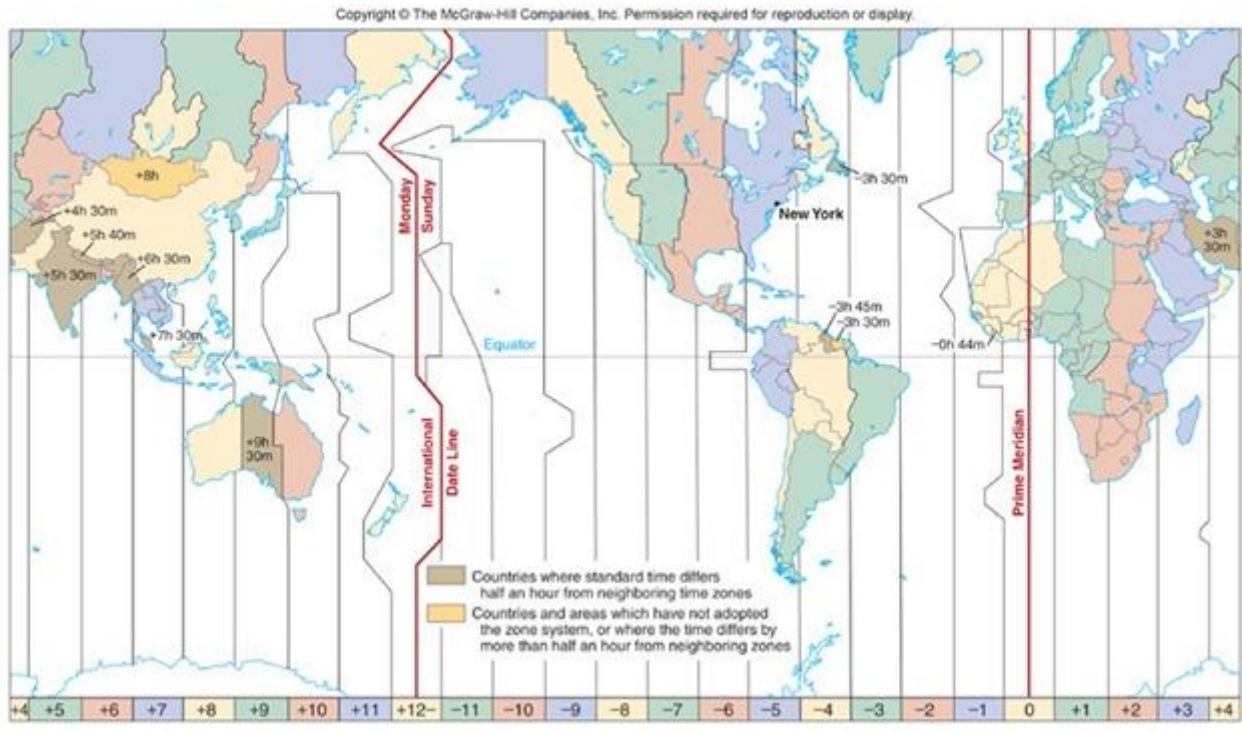 Copyright © The McGraw-Hill Companies, Inc. Permission required for reproduction or display.
+8h
−3h 30m
+4h 30m
Monday
Sunday
New York
+3h
30m
+5h 40m
+6h 30m
+5h 30m
−3h 45m
−3h 30m
+7h 30m
Equator
−0h 44m
+9h
30m
International
Date Line
Prime Meridian
Countries where standard time differs
half an hour from neighboring time zones
Countries and areas which have not adopted
the zone system, or where the time differs by
more than half an hour from neighboring zones
+4 +5 +6 +7 +8 +9 +10 +11 +12− −11 −10 −9 −8 −7 −6 −5 −4 −3 −2 −1 0 +1 +2 +3 +4